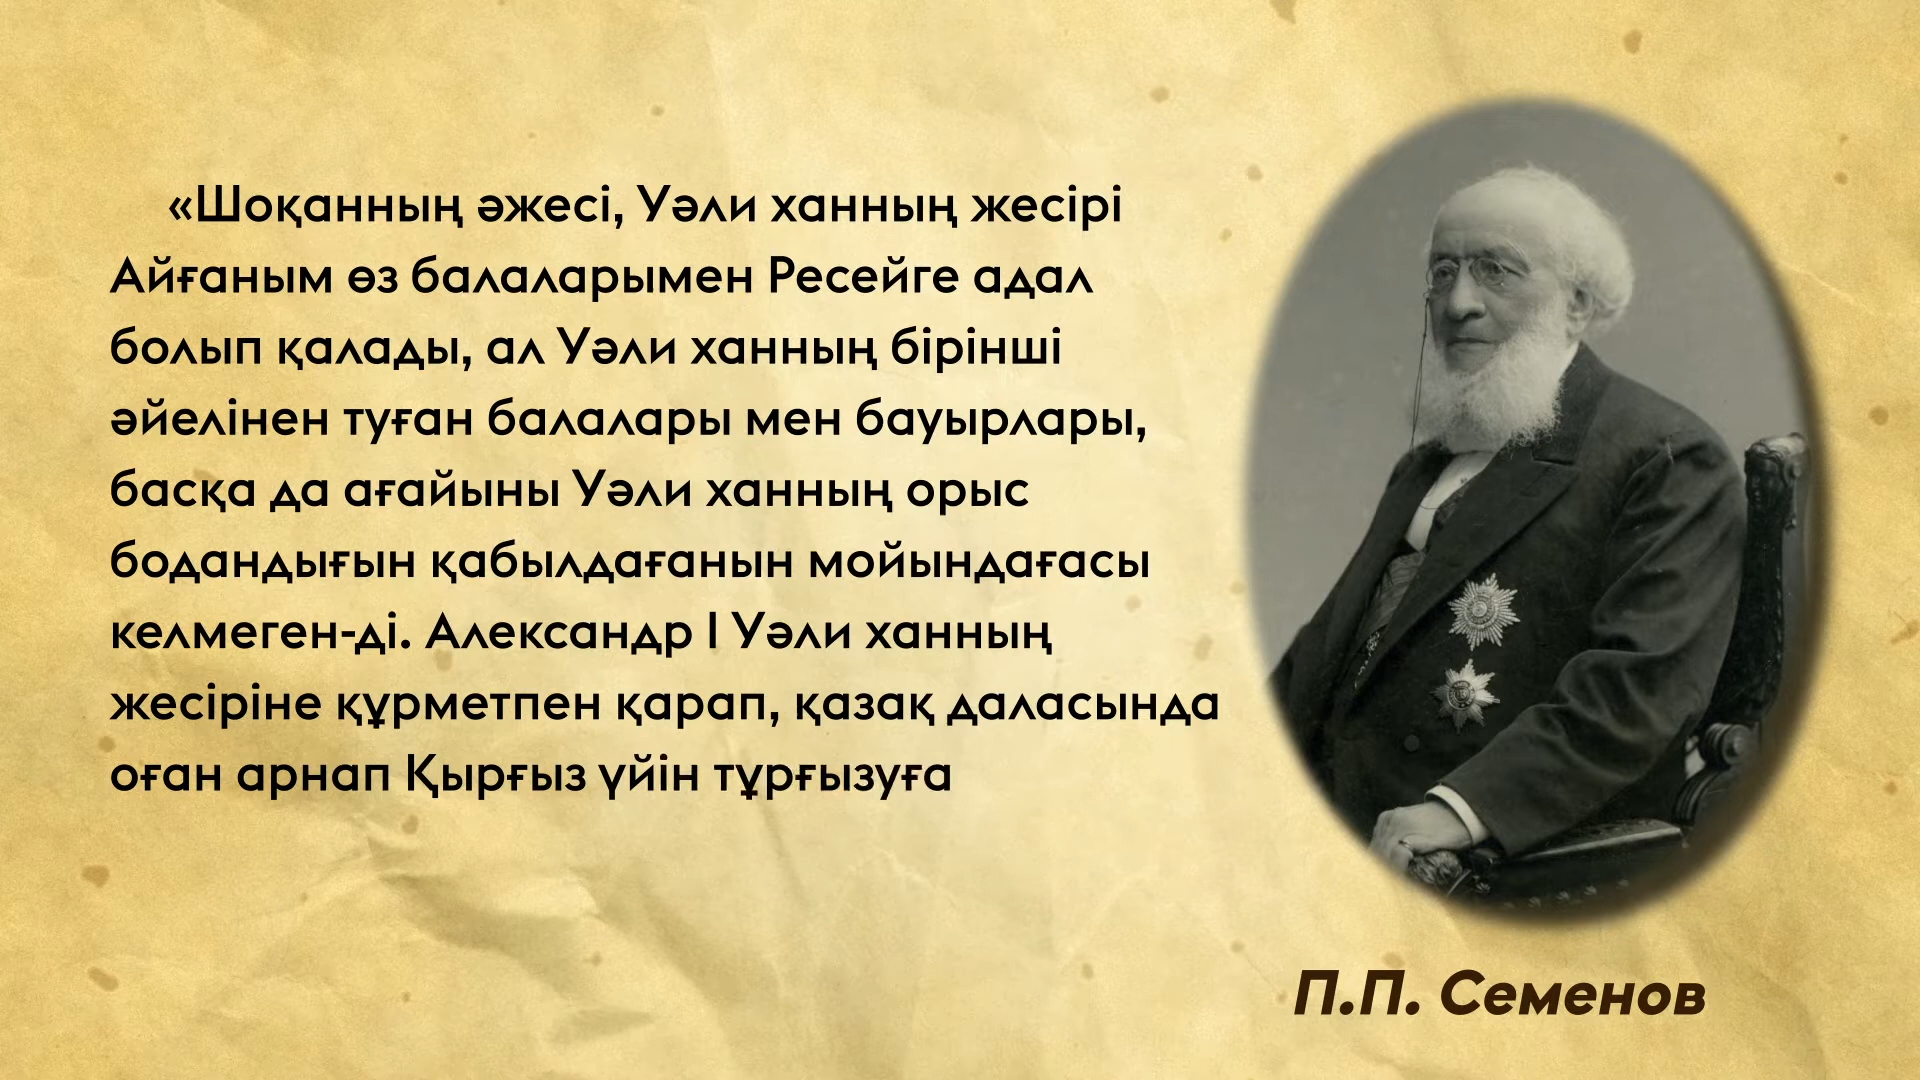 «Шоқанның әжесі, Уәли ханның жесірі
Айғаным өз балаларымен Ресейге адал
болып қалады, ал Уәли ханның бірінші
әйелінен туған балалары мен бауырлары,
басқа да ағайыны Уәли ханның орыс
бодандығын қабылдағанын мойындағасы
келмеген-ді. Александр I Уәли ханның
жесіріне құрметпен қарап, қазақ даласында
оған арнап Қырғыз үйін тұрғызуға
П.П. Семенов